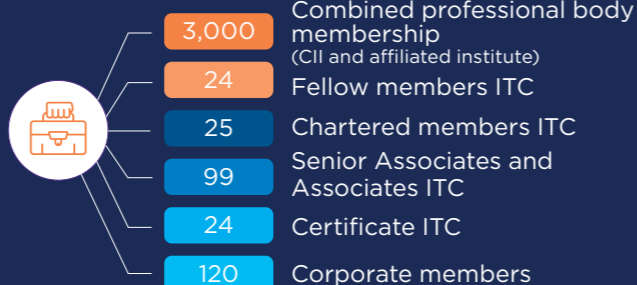 3,000
Combined professional body
membership
(CII and affiliated institute)
24
Fellow members ITC
25
Chartered members ITC
99
Senior Associates and
Associates ITC
24
Certificate ITC
120
Corporate members